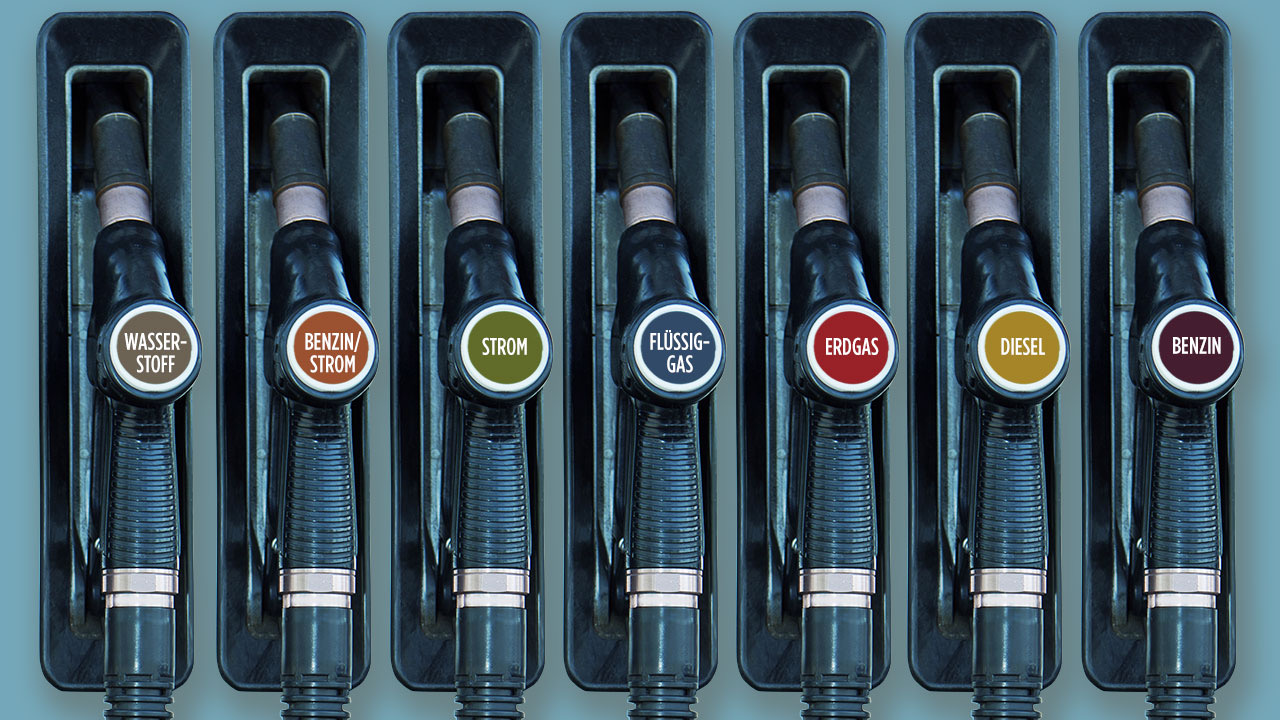 WASSER-
STOFF
BENZIN/
STROM
STROM
FLÜSSIG-
GAS
ERDGAS
DIESEL
BENZIN